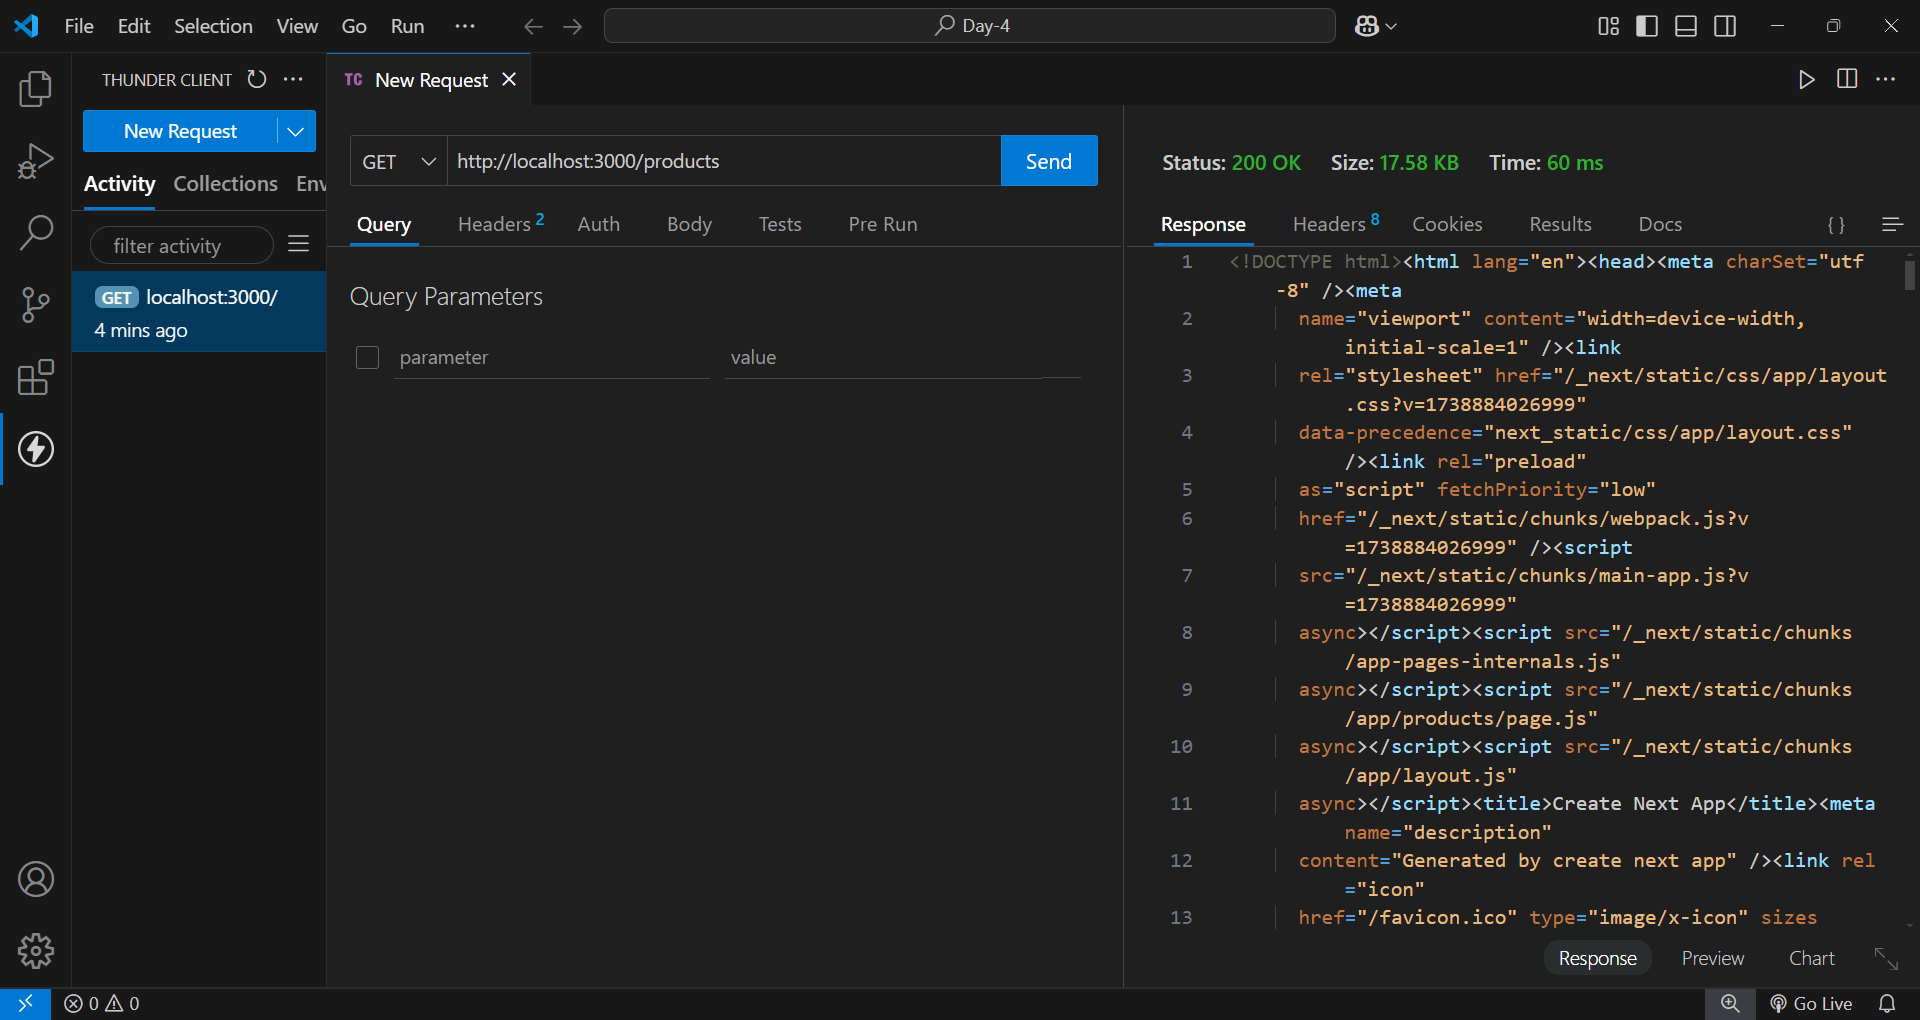 File Edit Selection View Go Run ···
Day-4
THUNDER CLIENT ···
New Request
Activity Collections Env
filter activity
GET localhost:3000/
4 mins ago
TC New Request
GET http://localhost:3000/products Send
Query Headers 2 Auth Body Tests Pre Run
Query Parameters
parameter value
Status: 200 OK Size: 17.58 KB Time: 60 ms
Response Headers 8 Cookies Results Docs { }
1 <!DOCTYPE html><html lang="en"><head><meta charSet="utf
-8" /><meta
2 name="viewport" content="width=device-width,
initial-scale=1" /><link
3 rel="stylesheet" href="/_next/static/css/app/layout
.css?v=1738884026999"
4 data-precedence="next_static/css/app/layout.css"
/><link rel="preload"
5 as="script" fetchPriority="low"
6 href="/_next/static/chunks/webpack.js?v
=1738884026999" /><script
7 src="/_next/static/chunks/main-app.js?v
=1738884026999"
8 async></script><script src="/_next/static/chunks
/app-pages-internals.js"
9 async></script><script src="/_next/static/chunks
/app/products/page.js"
10 async></script><script src="/_next/static/chunks
/app/layout.js"
11 async></script><title>Create Next App</title><meta
name="description"
12 content="Generated by create next app" /><link rel
="icon"
13 href="/favicon.ico" type="image/x-icon" sizes
Response Preview Chart
0 0
Go Live